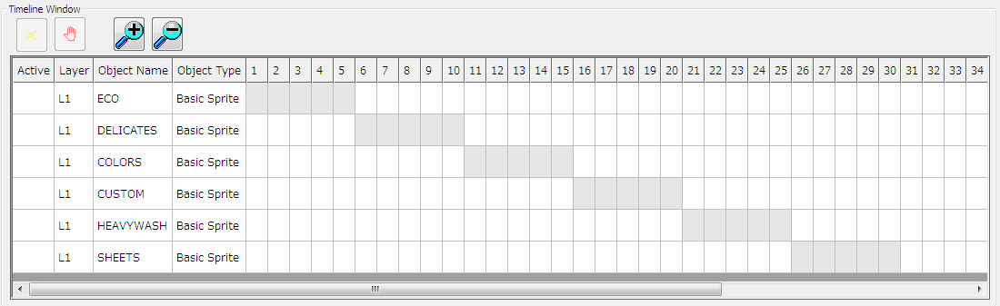 Timeline Window
Active Layer Object Name Object Type 1 2 3 4 5 6 7 8 9 10 11 12 13 14 15 16 17 18 19 20 21 22 23 24 25 26 27 28 29 30 31 32 33 34
L1 ECO Basic Sprite
L1 DELICATES Basic Sprite
L1 COLORS Basic Sprite
L1 CUSTOM Basic Sprite
L1 HEAVYWASH Basic Sprite
L1 SHEETS Basic Sprite